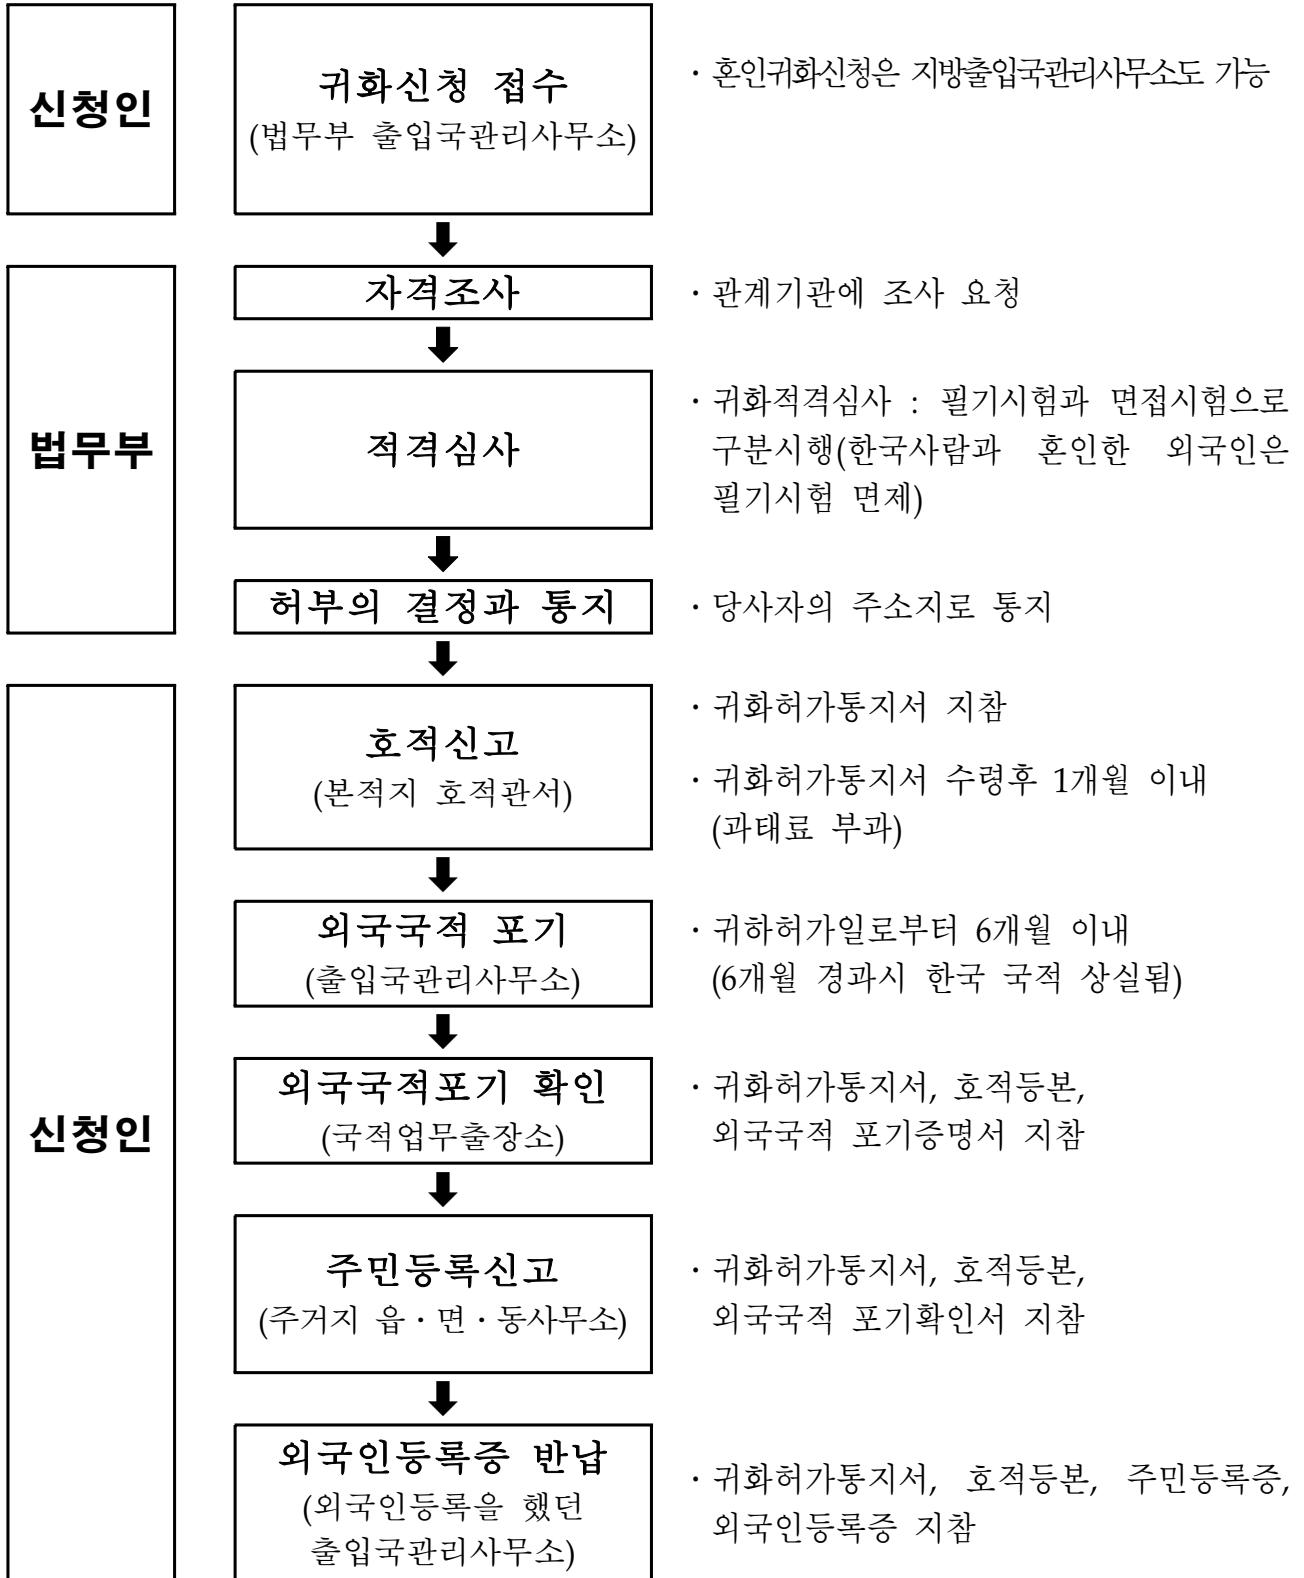 신청인
귀화신청 접수
(법무부 출입국관리사무소)
· 혼인귀화신청은 지방출입국관리사무소도 가능
법무부
자격조사
· 관계기관에 조사 요청
적격심사
· 귀화적격심사 : 필기시험과 면접시험으로
구분시행(한국사람과 혼인한 외국인은
필기시험 면제)
허부의 결정과 통지
· 당사자의 주소지로 통지
신청인
호적신고
(본적지 호적관서)
· 귀화허가통지서 지참
· 귀화허가통지서 수령후 1개월 이내
(과태료 부과)
외국국적 포기
(출입국관리사무소)
· 귀하허가일로부터 6개월 이내
(6개월 경과시 한국 국적 상실됨)
외국국적포기 확인
(국적업무출장소)
· 귀화허가통지서, 호적등본,
외국국적 포기증명서 지참
주민등록신고
(주거지 읍·면·동사무소)
· 귀화허가통지서, 호적등본,
외국국적 포기확인서 지참
외국인등록증 반납
(외국인등록을 했던
출입국관리사무소)
· 귀화허가통지서, 호적등본, 주민등록증,
외국인등록증 지참